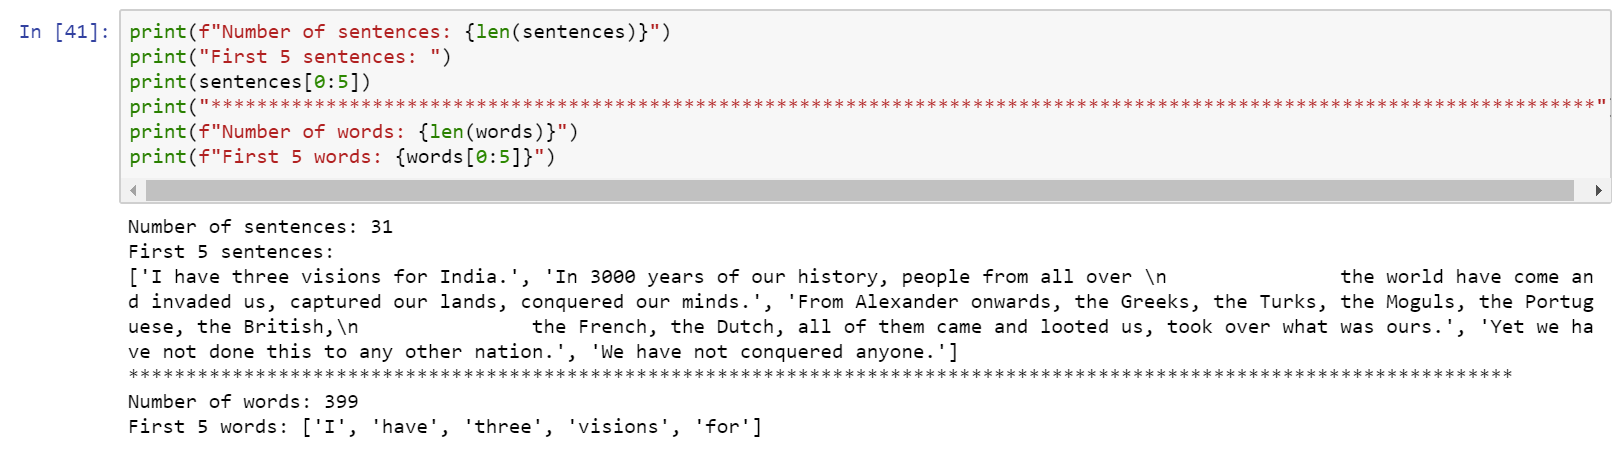 In [41]: print(f"Number of sentences: {len(sentences)}")
print("First 5 sentences: ")
print(sentences[0:5])
print("************************************************************************************************************************"
print(f"Number of words: {len(words)}")
print(f"First 5 words: {words[0:5]}")
Number of sentences: 31
First 5 sentences:
['I have three visions for India.', 'In 3000 years of our history, people from all over \n               the world have come an
d invaded us, captured our lands, conquered our minds.', 'From Alexander onwards, the Greeks, the Turks, the Moguls, the Portug
uese, the British,\n               the French, the Dutch, all of them came and looted us, took over what was ours.', 'Yet we ha
ve not done this to any other nation.', 'We have not conquered anyone.']
************************************************************************************************************************
Number of words: 399
First 5 words: ['I', 'have', 'three', 'visions', 'for']